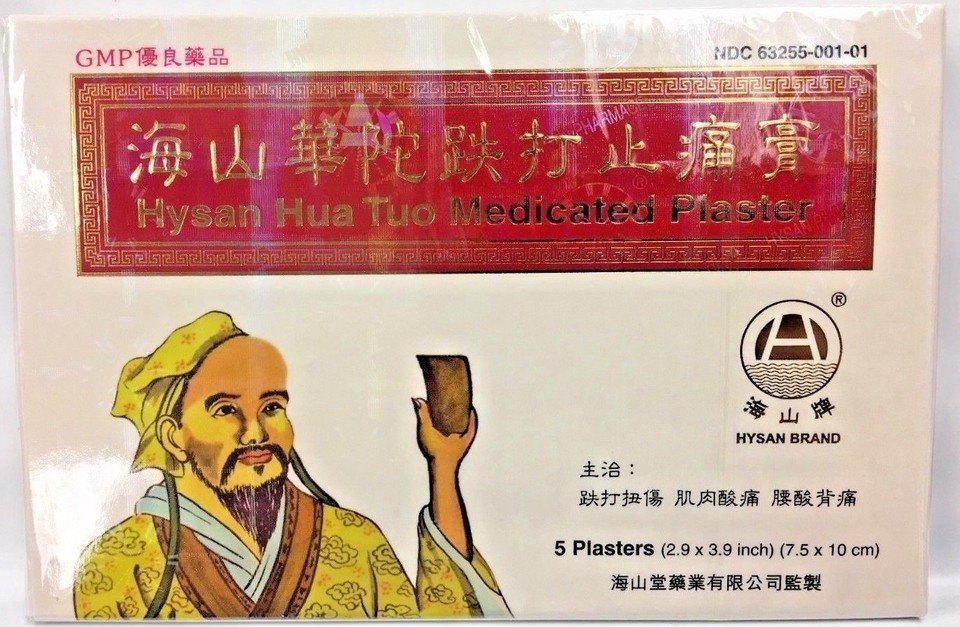 GMP優良藥品
NDC 63255-001-01
海山華陀跌打止痛膏
Hysan Hua Tuo Medicated Plaster
®
海山牌
HYSAN BRAND
主治：
跌打扭傷 肌肉酸痛 腰酸背痛
5 Plasters (2.9 x 3.9 inch) (7.5 x 10 cm)
海山堂藥業有限公司監製